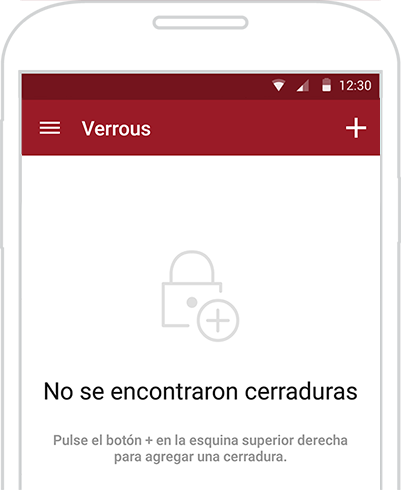 12:30
Verrous
No se encontraron cerraduras
Pulse el botón + en la esquina superior derecha
para agregar una cerradura.